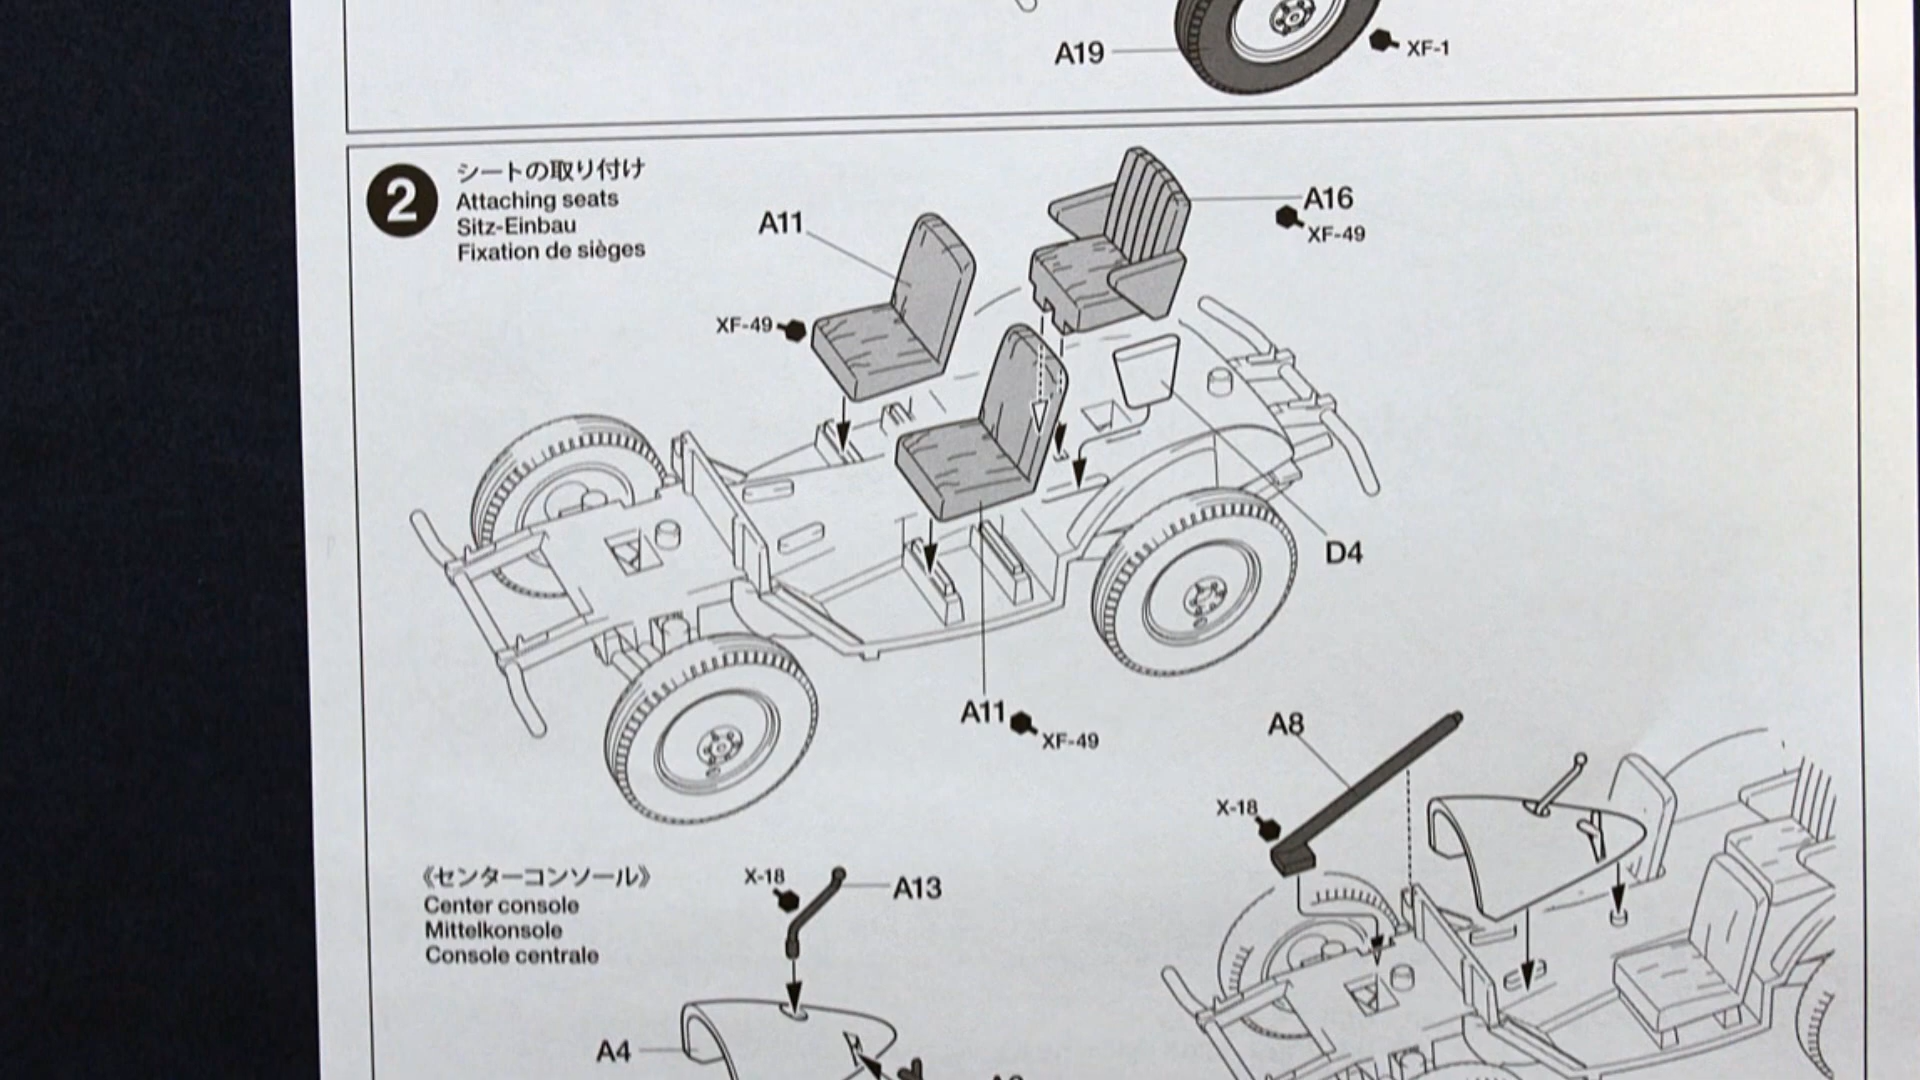 A19
XF-1
2
シートの取り付け
Attaching seats
Sitz-Einbau
Fixation de sièges
A11
A16
XF-49
XF-49
D4
A11
XF-49
A8
X-18
《センターコンソール》
Center console
Mittelkonsole
Console centrale
X-18
A13
A4